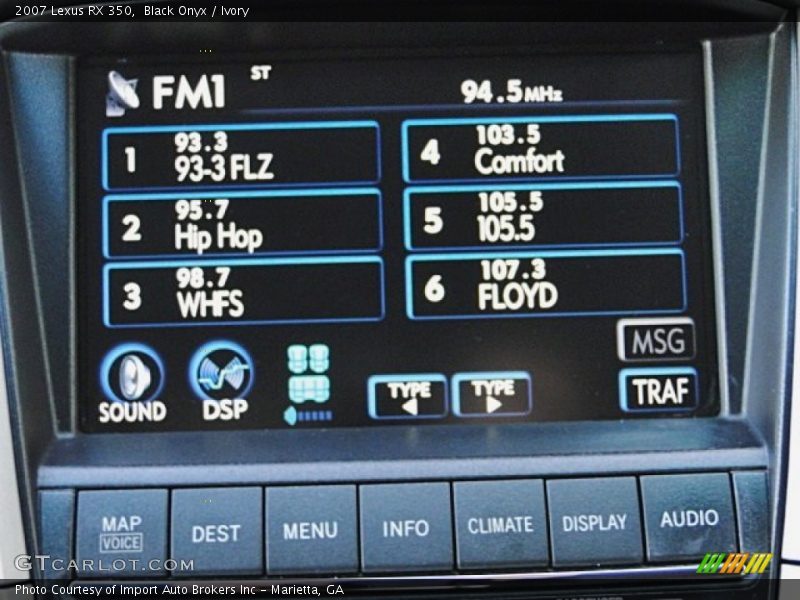 2007 Lexus RX 350, Black Onyx / Ivory
FM1 ST 94.5MHz
1 93.3
93-3 FLZ
2 95.7
Hip Hop
3 98.7
WHFS
4 103.5
Comfort
5 105.5
105.5
6 107.3
FLOYD
MSG
SOUND DSP TYPE TYPE TRAF
MAP
VOICE
DEST
MENU
INFO
CLIMATE
DISPLAY
AUDIO
GTCARLOT.COM
Photo Courtesy of Import Auto Brokers Inc - Marietta, GA